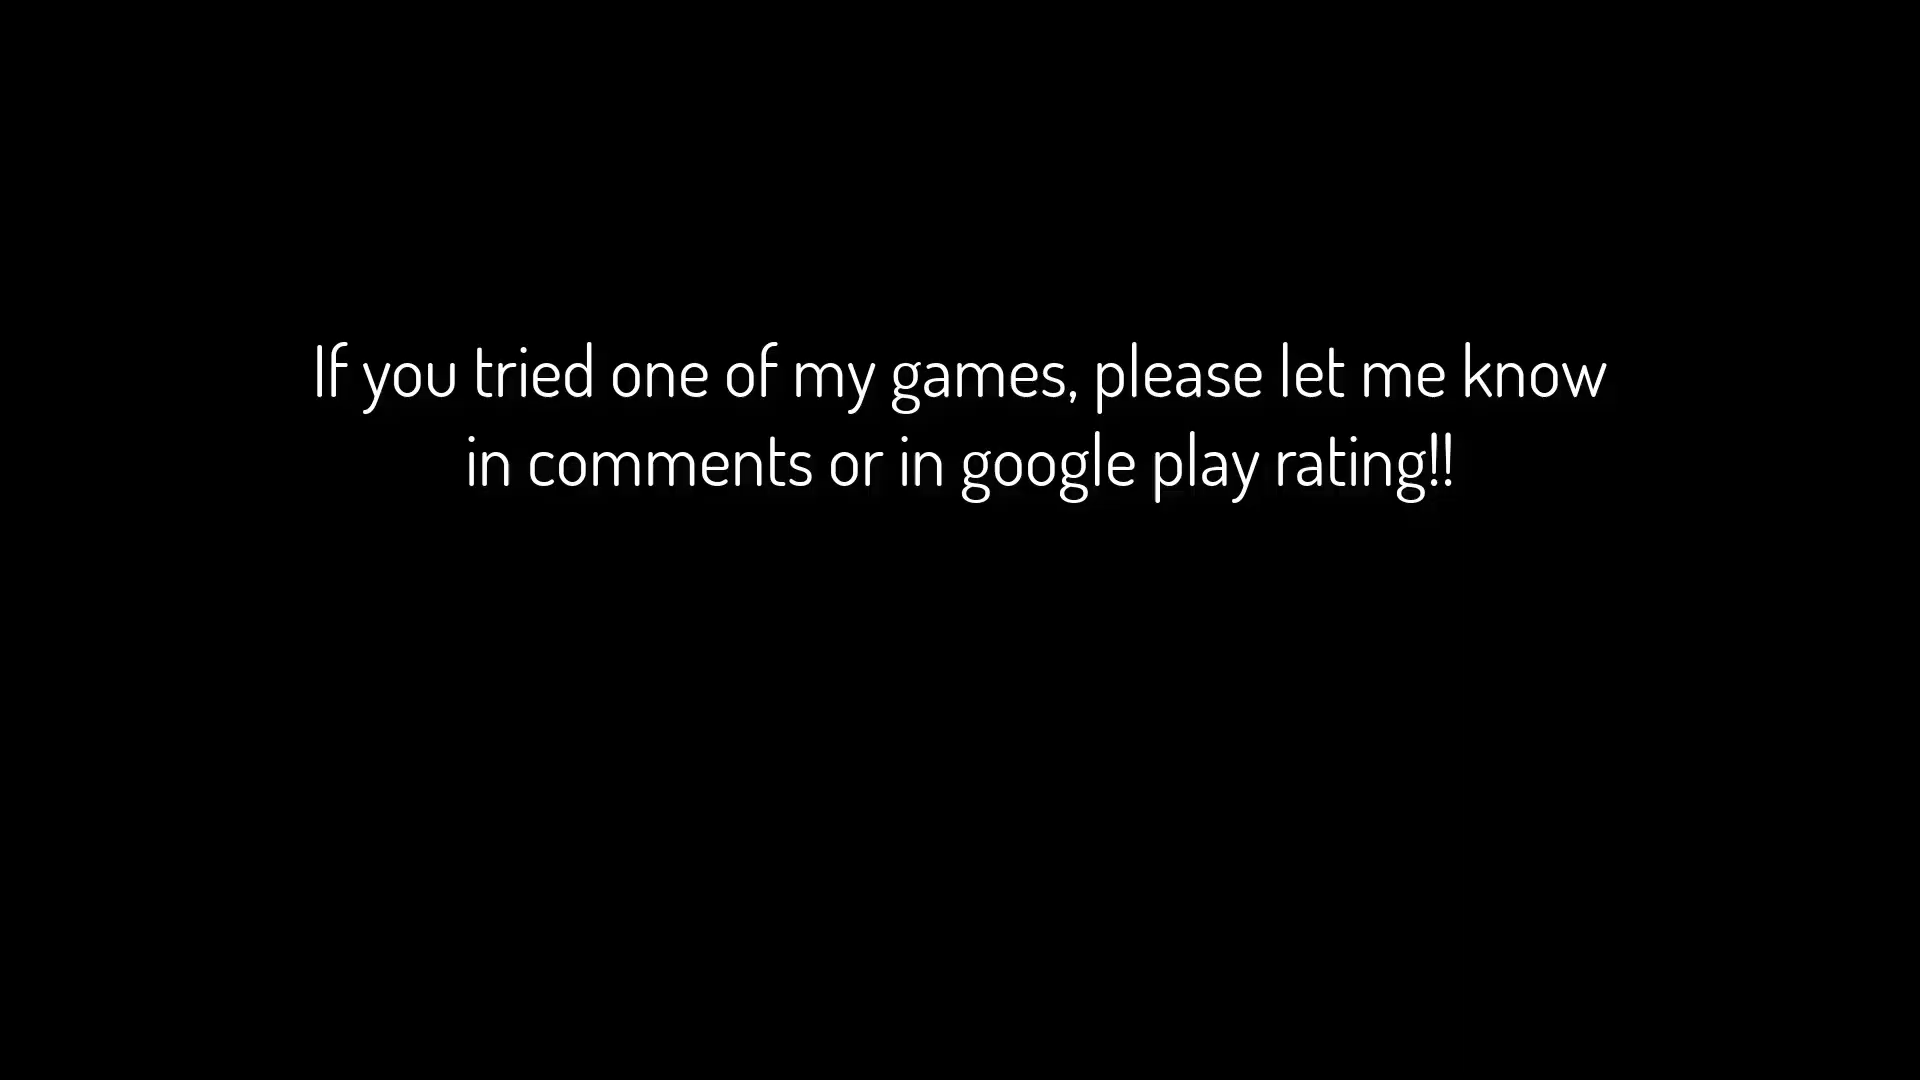 If you tried one of my games, please let me know
in comments or in google play rating!!